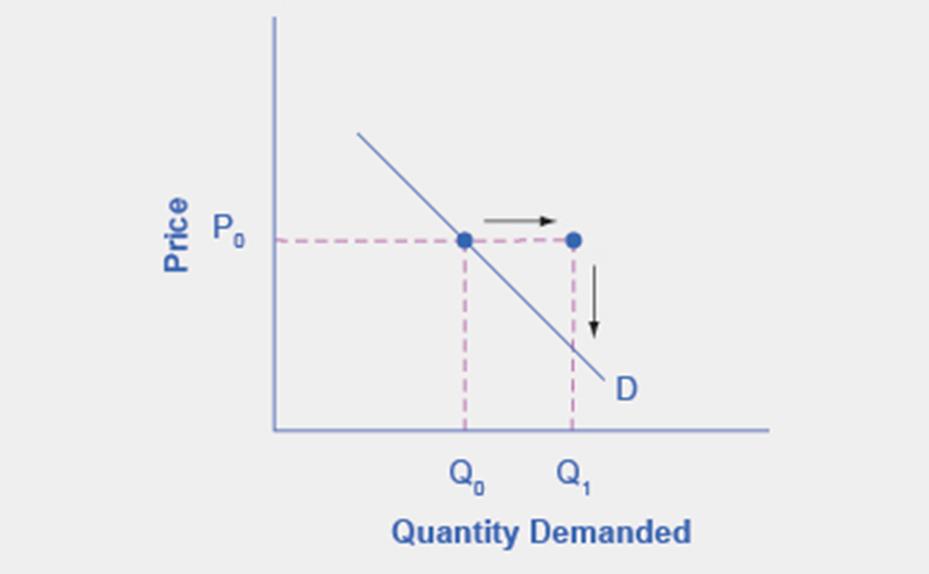 Price
P₀
D
Q₀
Q₁
Quantity Demanded